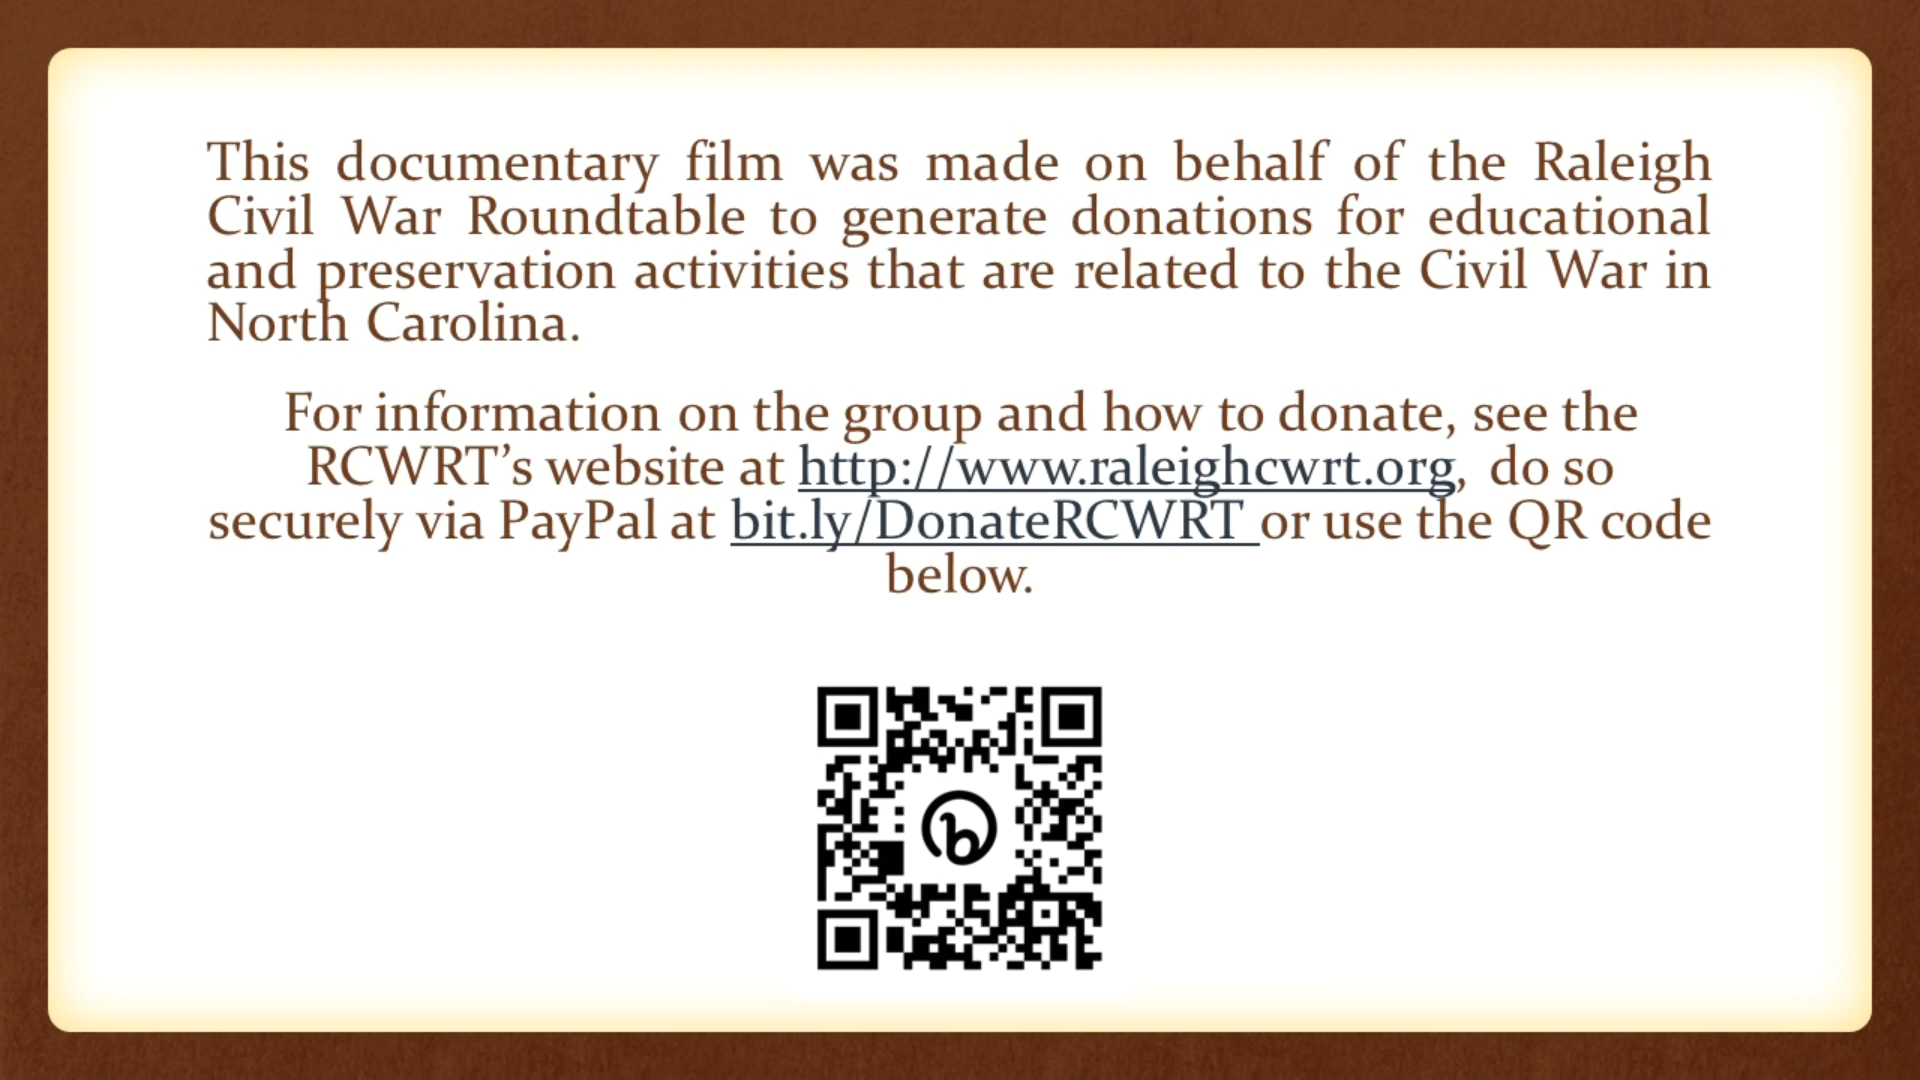 This documentary film was made on behalf of the Raleigh
Civil War Roundtable to generate donations for educational
and preservation activities that are related to the Civil War in
North Carolina.
For information on the group and how to donate, see the
RCWRT’s website at http://www.raleighcwrt.org, do so
securely via PayPal at bit.ly/DonateRCWRT or use the QR code
below.
b